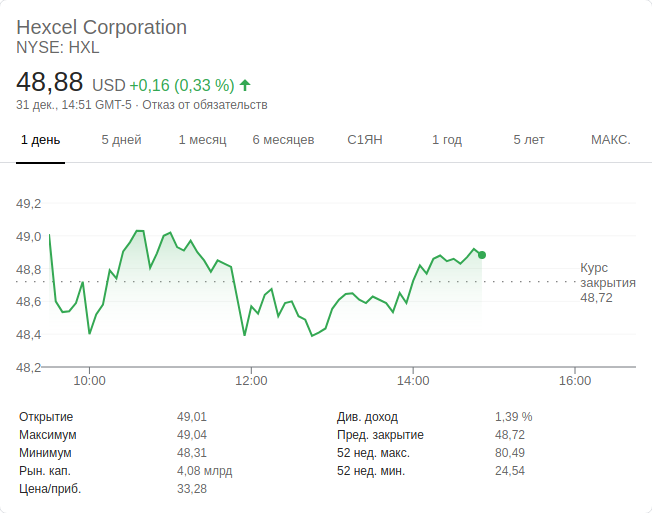 Hexcel Corporation
NYSE: HXL
48,88 USD +0,16 (0,33 %)
31 дек., 14:51 GMT-5 · Отказ от обязательств
1 день 5 дней 1 месяц 6 месяцев С1ЯН 1 год 5 лет МАКС.
49,2
49,0
48,8
48,6
48,4
48,2
Курс
закрытия
48,72
10:00 12:00 14:00 16:00
Открытие 49,01 Див. доход 1,39 %
Максимум 49,04 Пред. закрытие 48,72
Минимум 48,31 52 нед. макс. 80,49
Рын. кап. 4,08 млрд 52 нед. мин. 24,54
Цена/приб. 33,28